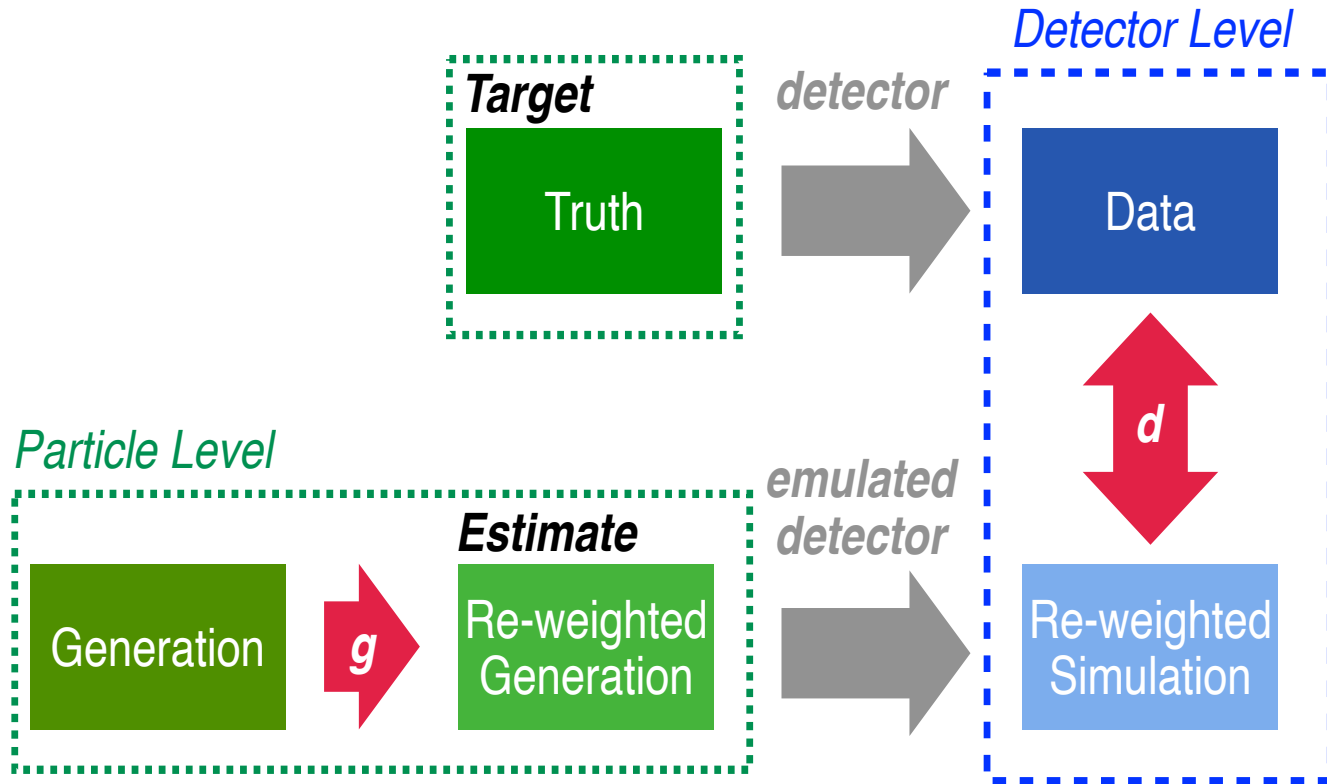 Detector Level
Target
detector
Truth
Data
d
Particle Level
emulated
detector
Estimate
Generation
g
Re-weighted
Generation
Re-weighted
Simulation